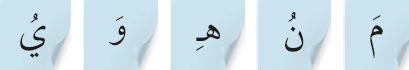 مَ نُ هِـ وَ يُ